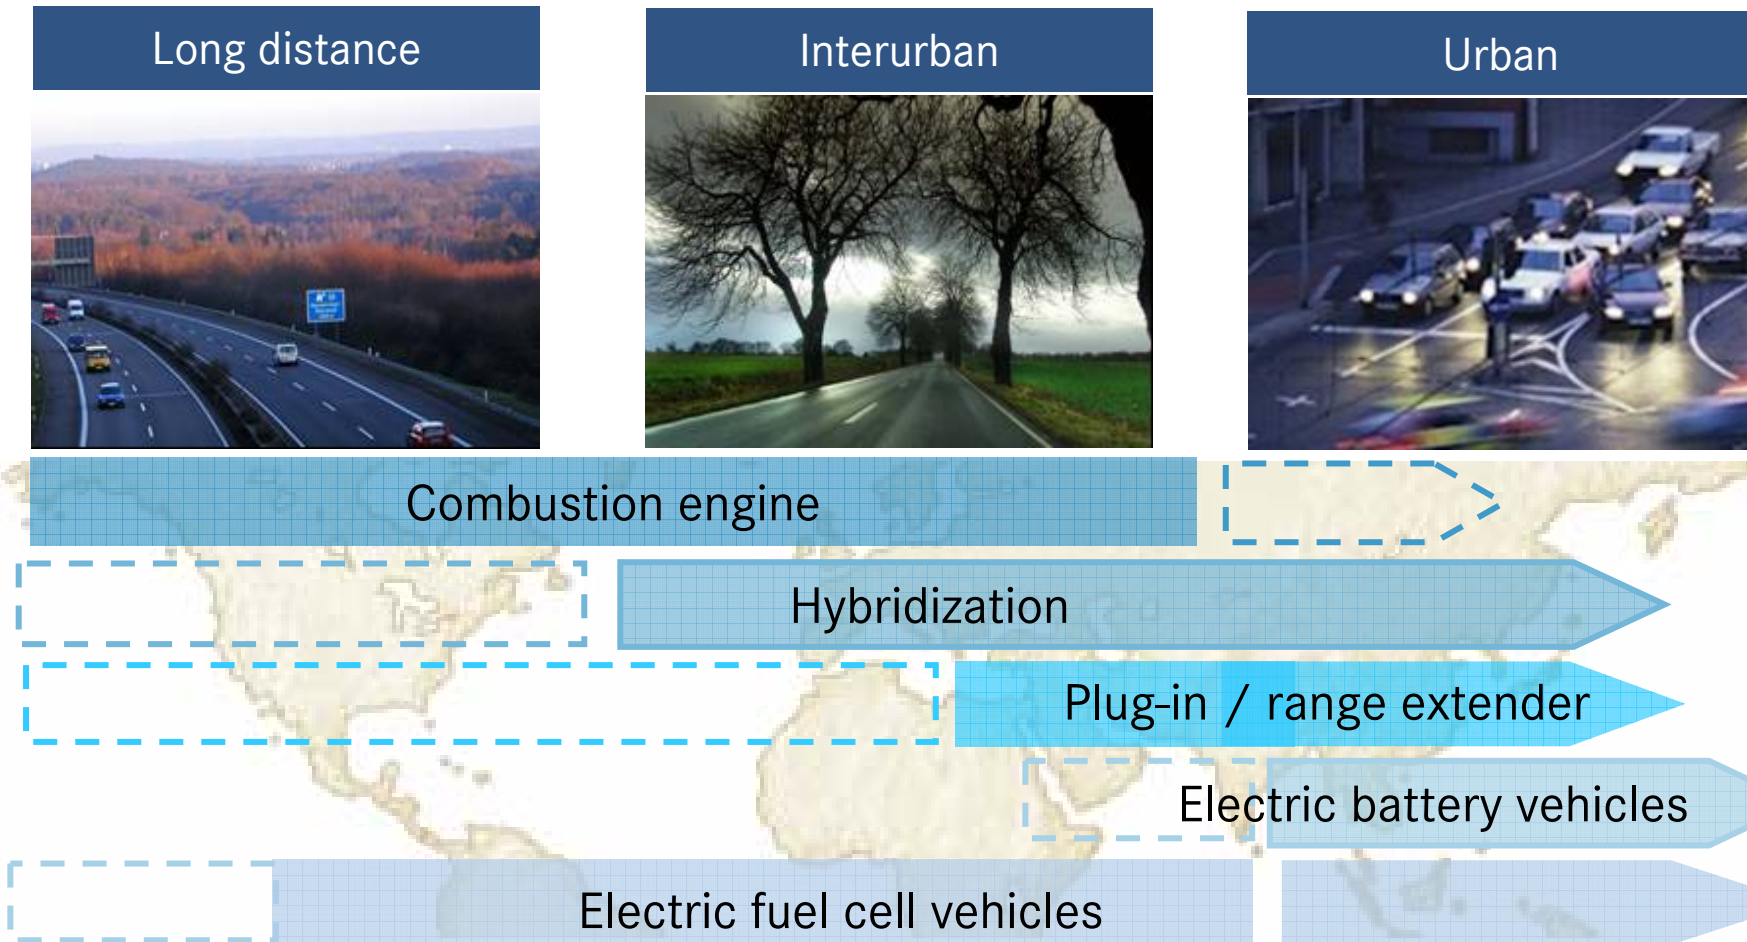 Long distance
Interurban
Urban
Combustion engine
Hybridization
Plug-in / range extender
Electric battery vehicles
Electric fuel cell vehicles